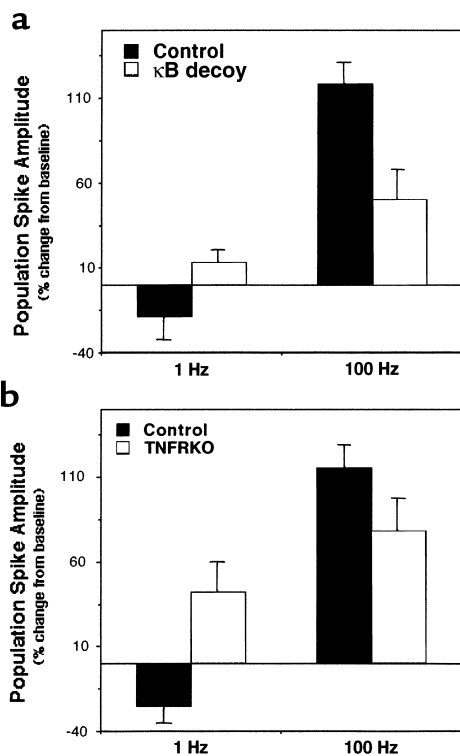 a
Control
κB decoy
Population Spike Amplitude
(% change from baseline)
110
60
10
-40
1 Hz
100 Hz
b
Control
TNFRKO
Population Spike Amplitude
(% change from baseline)
110
60
10
-40
1 Hz
100 Hz